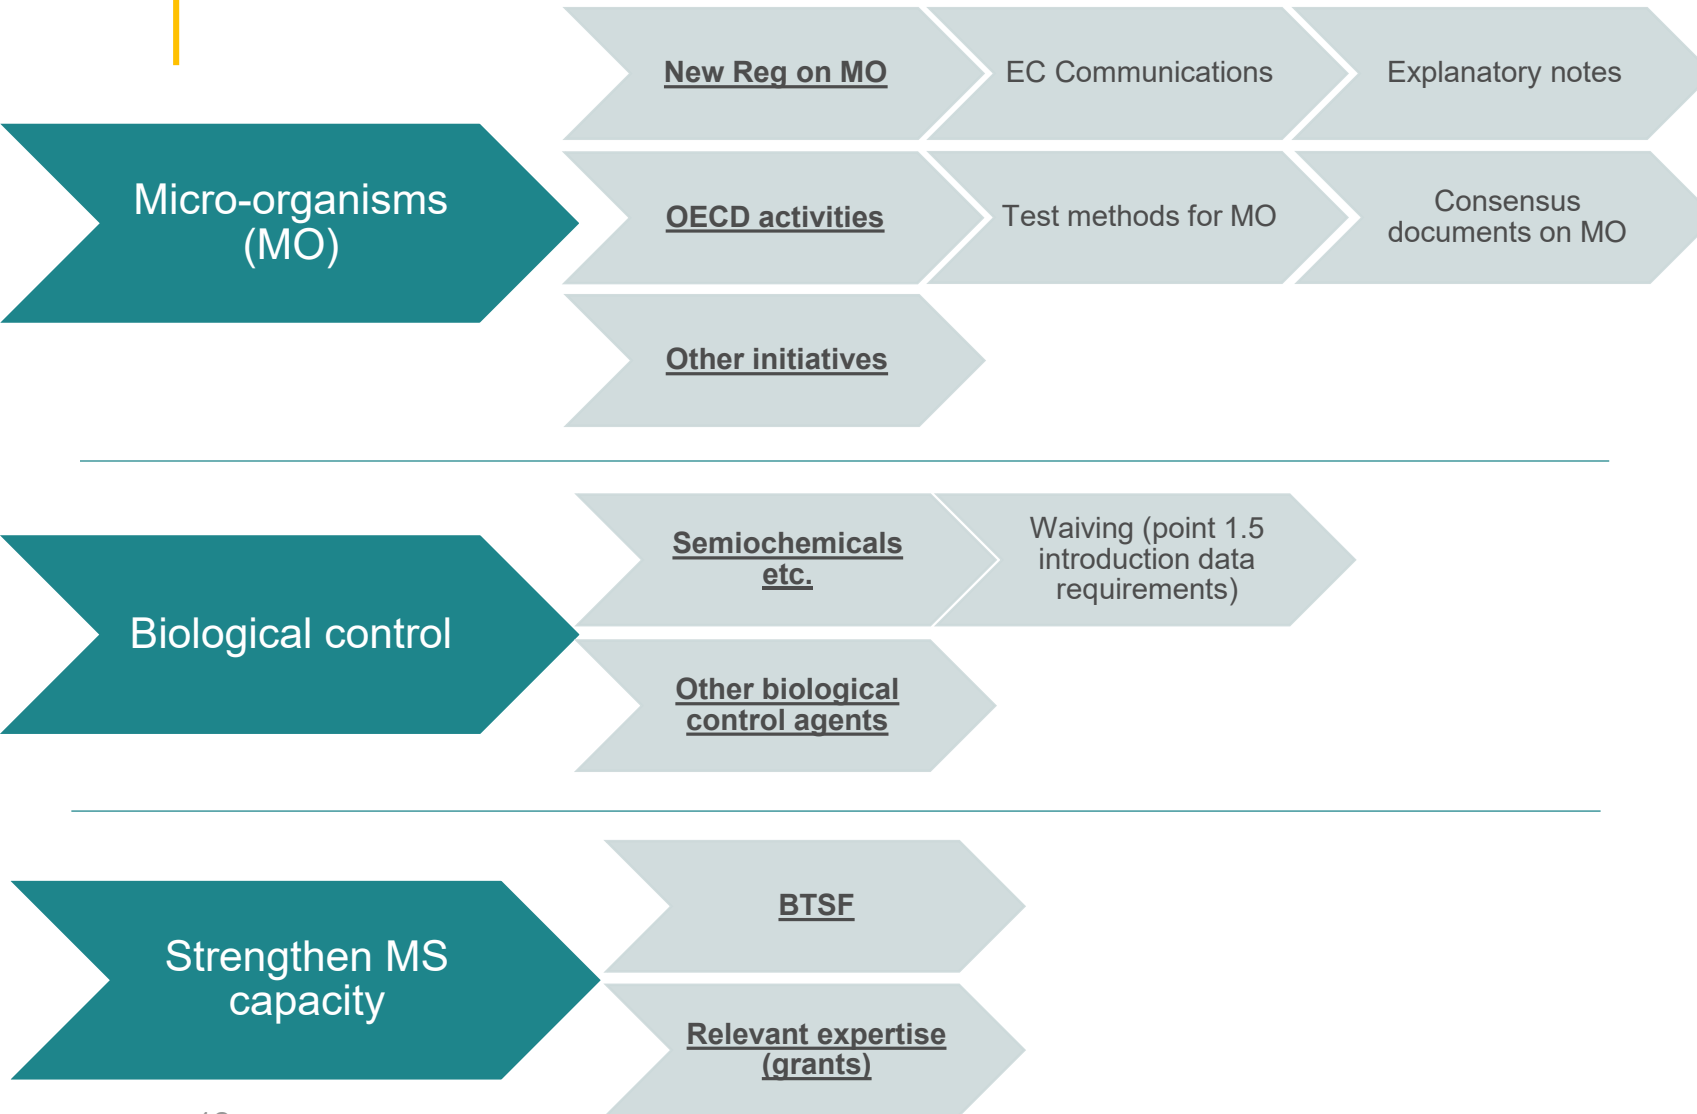 New Reg on MO
EC Communications
Explanatory notes
Micro-organisms
(MO)
OECD activities
Test methods for MO
Consensus
documents on MO
Other initiatives
Biological control
Semiochemicals
etc.
Waiving (point 1.5
introduction data
requirements)
Other biological
control agents
Strengthen MS
capacity
BTSF
Relevant expertise
(grants)